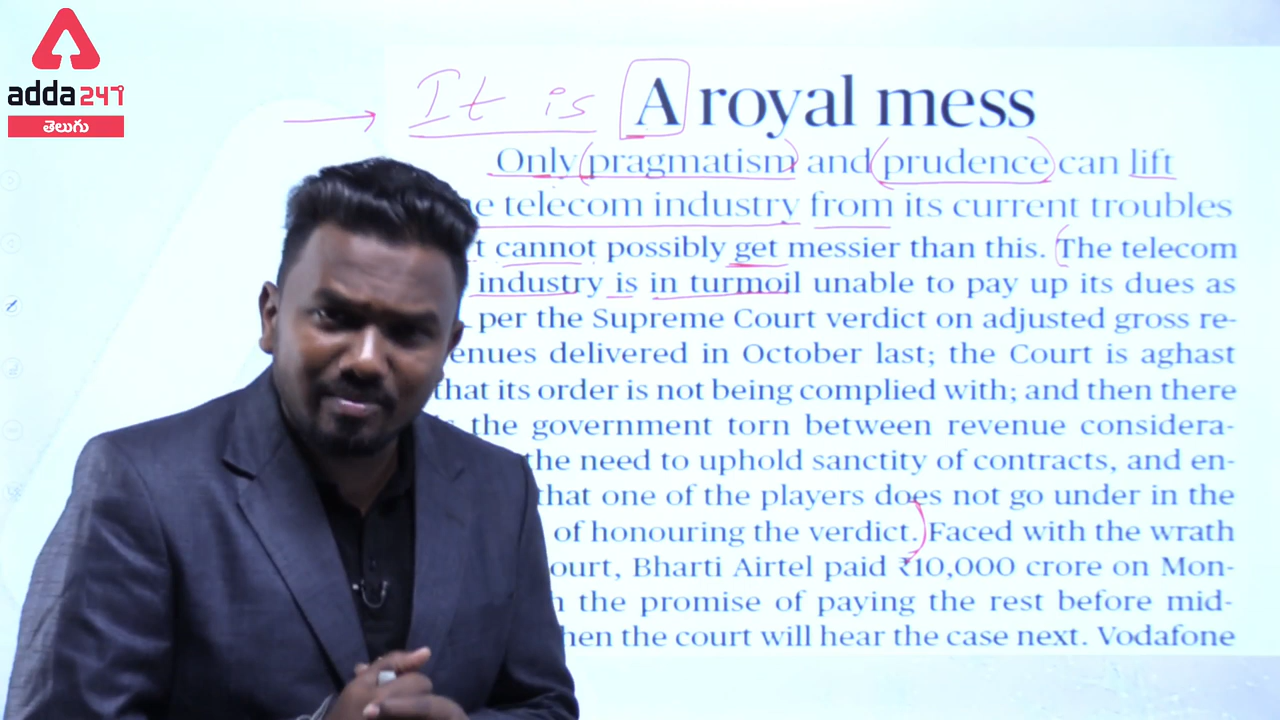 adda247
తెలుగు
It is A royal mess
Only pragmatism and prudence can lift
telecom industry from its current troubles
cannot possibly get messier than this. The telecom
industry is in turmoil unable to pay up its dues as
per the Supreme Court verdict on adjusted gross re-
delivered in October last; the Court is aghast
that its order is not being complied with; and then there
the government torn between revenue considera-
the need to uphold sanctity of contracts, and en-
that one of the players does not go under in the
of honouring the verdict. Faced with the wrath
Bharti Airtel paid ₹10,000 crore on Mon-
the promise of paying the rest before mid-
the court will hear the case next. Vodafone